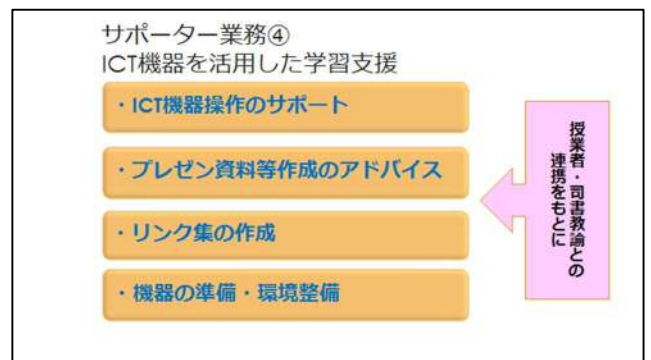 サポーター業務④
ICT機器を活用した学習支援
・ICT機器操作のサポート
・プレゼン資料等作成のアドバイス
・リンク集の作成
・機器の準備・環境整備
授業者・司書教諭との
連携をもとに